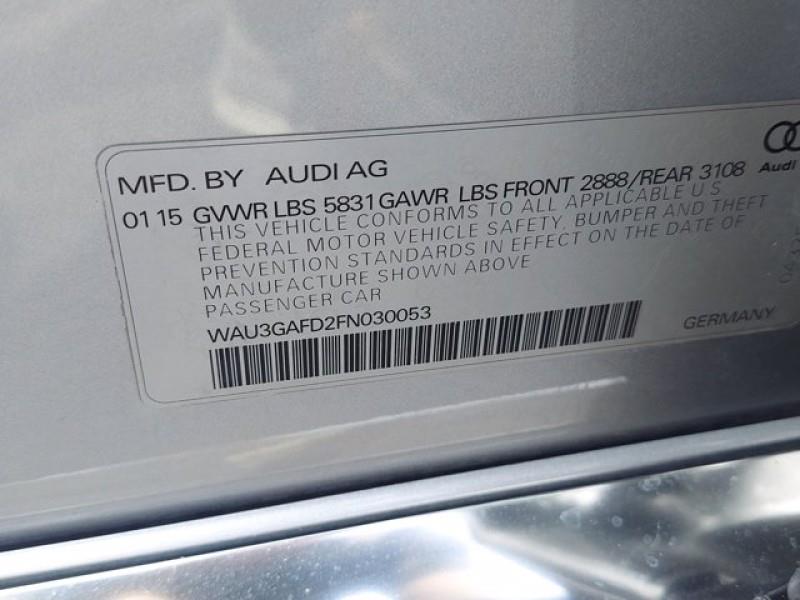 MFD. BY AUDI AG
Audi
01 15 GVWR LBS 5831 GAWR LBS FRONT 2888/REAR 3108
THIS VEHICLE CONFORMS TO ALL APPLICABLE U.S
FEDERAL MOTOR VEHICLE SAFETY, BUMPER AND THEFT
PREVENTION STANDARDS IN EFFECT ON THE DATE OF
MANUFACTURE SHOWN ABOVE
PASSENGER CAR
WAU3GAFD2FN030053
GERMANY